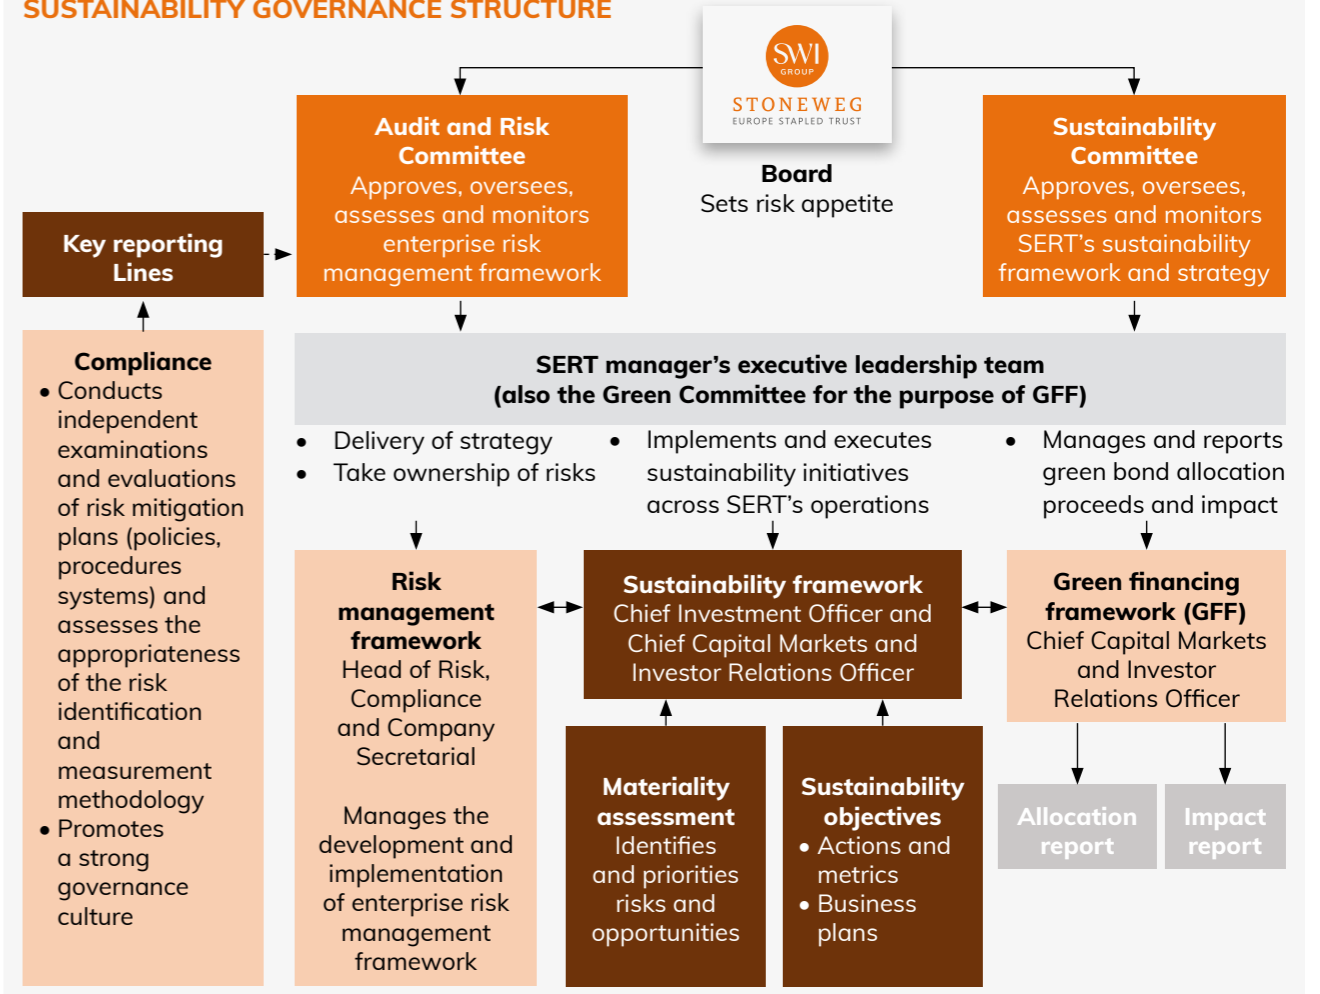 SUSTAINABILITY GOVERNANCE STRUCTURE
SWI
GROUP
STONEWEG
EUROPE STAPLED TRUST
Board
Sets risk appetite
Audit and Risk
Committee
Approves, oversees,
assesses and monitors
enterprise risk
management framework
Sustainability
Committee
Approves, oversees,
assesses and monitors
SERT’s sustainability
framework and strategy
Key reporting
Lines
Compliance
• Conducts
independent
examinations
and evaluations
of risk mitigation
plans (policies,
procedures
systems) and
assesses the
appropriateness
of the risk
identification
and
measurement
methodology
• Promotes
a strong
governance
culture
SERT manager’s executive leadership team
(also the Green Committee for the purpose of GFF)
• Delivery of strategy
• Take ownership of risks
• Implements and executes
sustainability initiatives
across SERT’s operations
• Manages and reports
green bond allocation
proceeds and impact
Risk
management
framework
Head of Risk,
Compliance
and Company
Secretarial
Manages the
development and
implementation
of enterprise risk
management
framework
Sustainability framework
Chief Investment Officer and
Chief Capital Markets and
Investor Relations Officer
Green financing
framework (GFF)
Chief Capital Markets
and Investor
Relations Officer
Materiality
assessment
Identifies
and priorities
risks and
opportunities
Sustainability
objectives
• Actions and
metrics
• Business
plans
Allocation
report
Impact
report